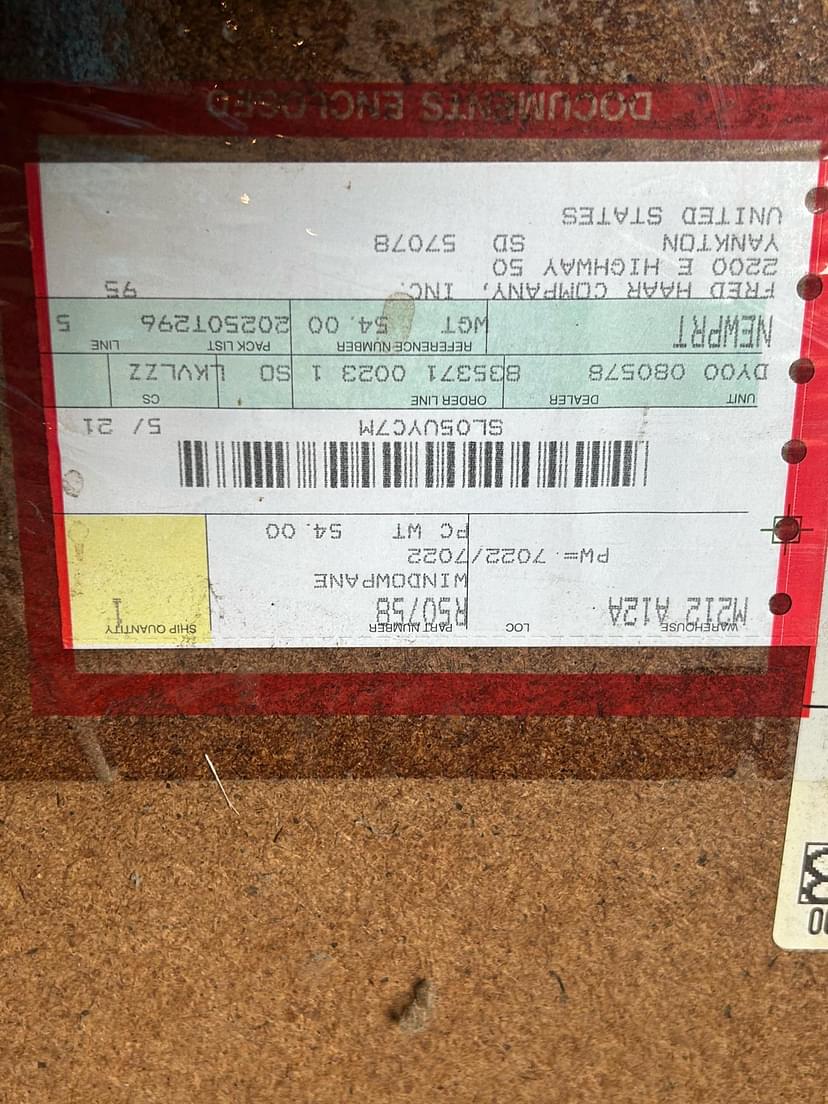 WAREHOUSE LOC PART NUMBER SHIP QUANTITY
M212 A12A R50758 1
WINDOWPANE
PW= 7022/7022
PC WT 54.00
SL05UYC7M 5/ 21
UNIT DEALER ORDER LINE CS
DY00 080578 835371 0023 1 SO LKVLZZ
REFERENCE NUMBER PACK LIST LINE
NEWPRT WGT 54.00 20250T296 5
FRED HAAR COMPANY, INC. 95
2200 E HIGHWAY 50
YANKTON SD 57078
UNITED STATES
DOCUMENTS ENCLOSED